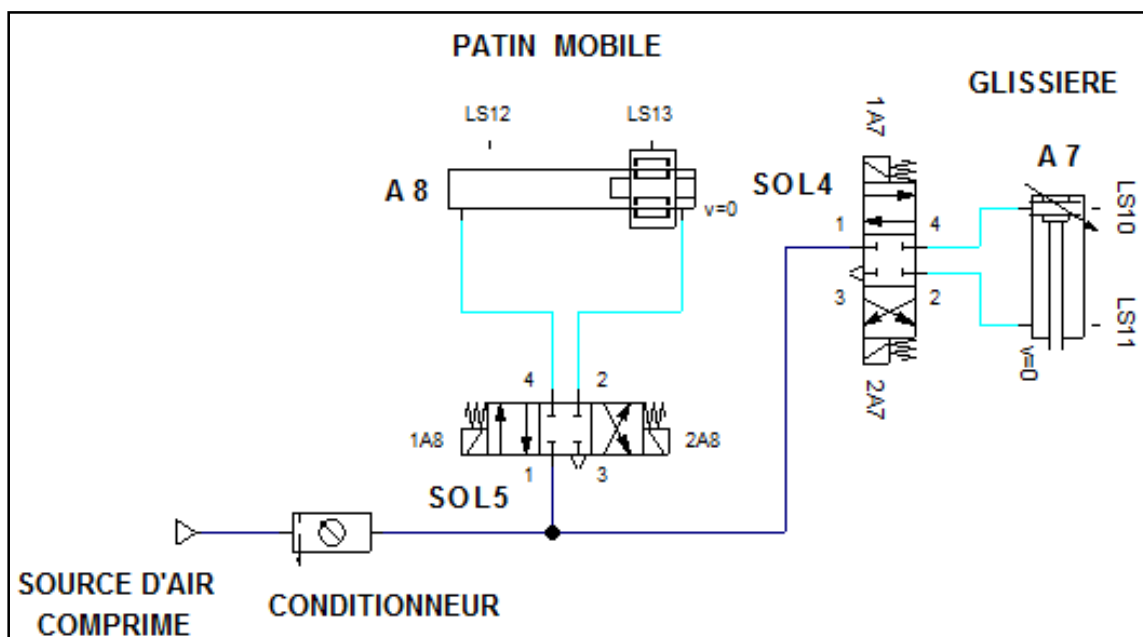 PATIN MOBILE
GLISSIERE
LS12
LS13
1A7
A 7
A 8
SOL4
LS10
v=0
1
4
3
2
LS11
v=0
2A7
4
2
1A8
2A8
1
3
SOL5
SOURCE D'AIR
COMPRIME
CONDITIONNEUR